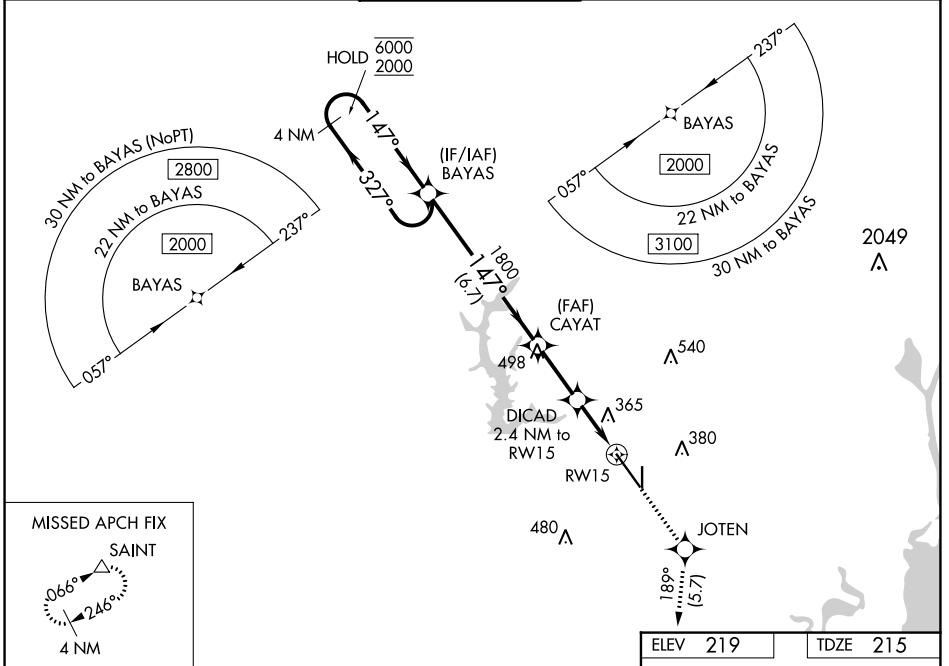 HOLD 6000
2000
4 NM
147°
327°
(IF/IAF)
BAYAS
30 NM to BAYAS (NoPT)
2800
22 NM to BAYAS
2000
237°
BAYAS
057°
237°
BAYAS
2000
057°
22 NM to BAYAS
3100
30 NM to BAYAS
2049
1800
147°
(6.7)
(FAF)
CAYAT
498
540
DICAD
2.4 NM to
RW15
365
380
RW15
480
JOTEN
189°
(5.7)
MISSED APCH FIX
SAINT
066°
246°
4 NM
ELEV 219
TDZE 215